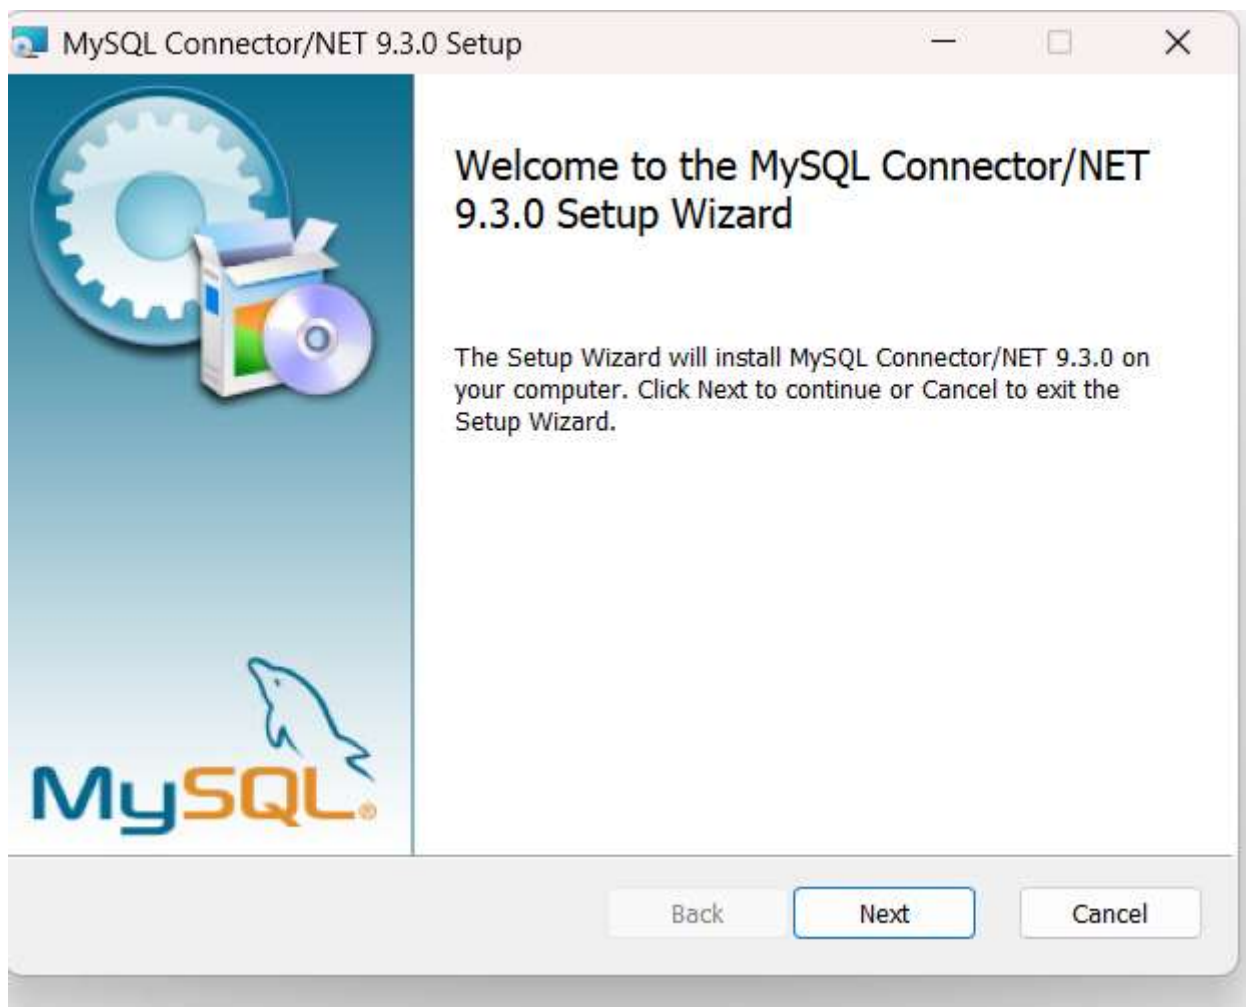 MySQL Connector/NET 9.3.0 Setup
Welcome to the MySQL Connector/NET
9.3.0 Setup Wizard
The Setup Wizard will install MySQL Connector/NET 9.3.0 on
your computer. Click Next to continue or Cancel to exit the
Setup Wizard.
MySQL®
Back
Next
Cancel